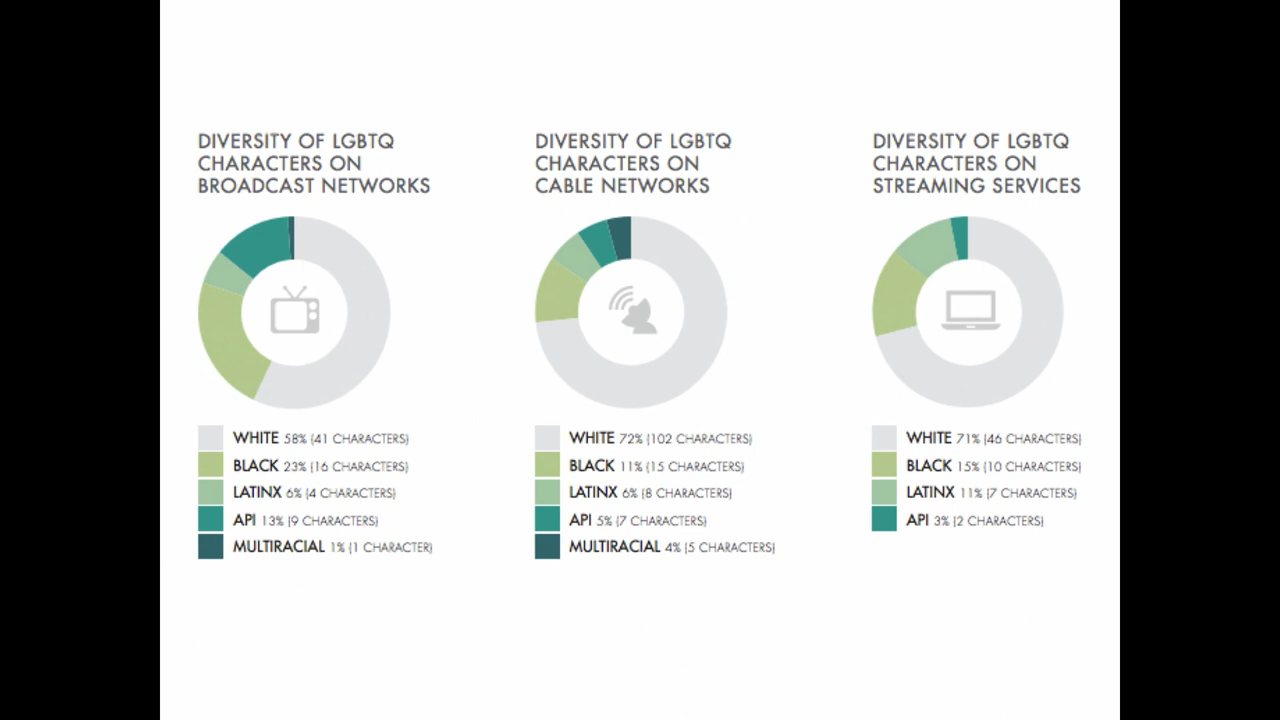 DIVERSITY OF LGBTQ
CHARACTERS ON
BROADCAST NETWORKS
WHITE 58% (41 CHARACTERS)
BLACK 23% (16 CHARACTERS)
LATINX 6% (4 CHARACTERS)
API 13% (9 CHARACTERS)
MULTIRACIAL 1% (1 CHARACTER)
DIVERSITY OF LGBTQ
CHARACTERS ON
CABLE NETWORKS
WHITE 72% (102 CHARACTERS)
BLACK 11% (15 CHARACTERS)
LATINX 6% (8 CHARACTERS)
API 5% (7 CHARACTERS)
MULTIRACIAL 4% (5 CHARACTERS)
DIVERSITY OF LGBTQ
CHARACTERS ON
STREAMING SERVICES
WHITE 71% (46 CHARACTERS)
BLACK 15% (10 CHARACTERS)
LATINX 11% (7 CHARACTERS)
API 3% (2 CHARACTERS)